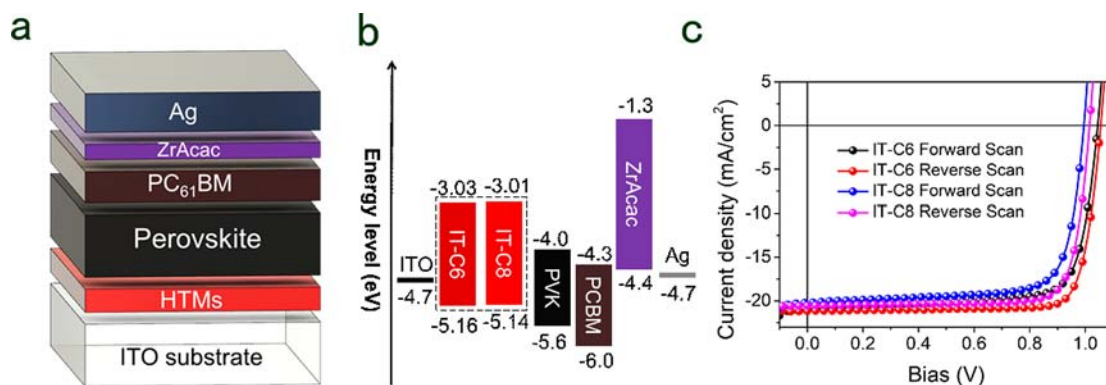 a
Ag
ZrAcac
PC₆₁BM
Perovskite
HTMs
ITO substrate
b
Energy level (eV)
ITO
-4.7
-3.03
IT-C6
-5.16
-3.01
IT-C8
-5.14
-4.0
PVK
-5.6
-4.3
PCBM
-6.0
-1.3
ZrAcac
-4.4
Ag
-4.7
c
Current density (mA/cm²)
5
0
-5
-10
-15
-20
IT-C6 Forward Scan
IT-C6 Reverse Scan
IT-C8 Forward Scan
IT-C8 Reverse Scan
0.0 0.2 0.4 0.6 0.8 1.0
Bias (V)